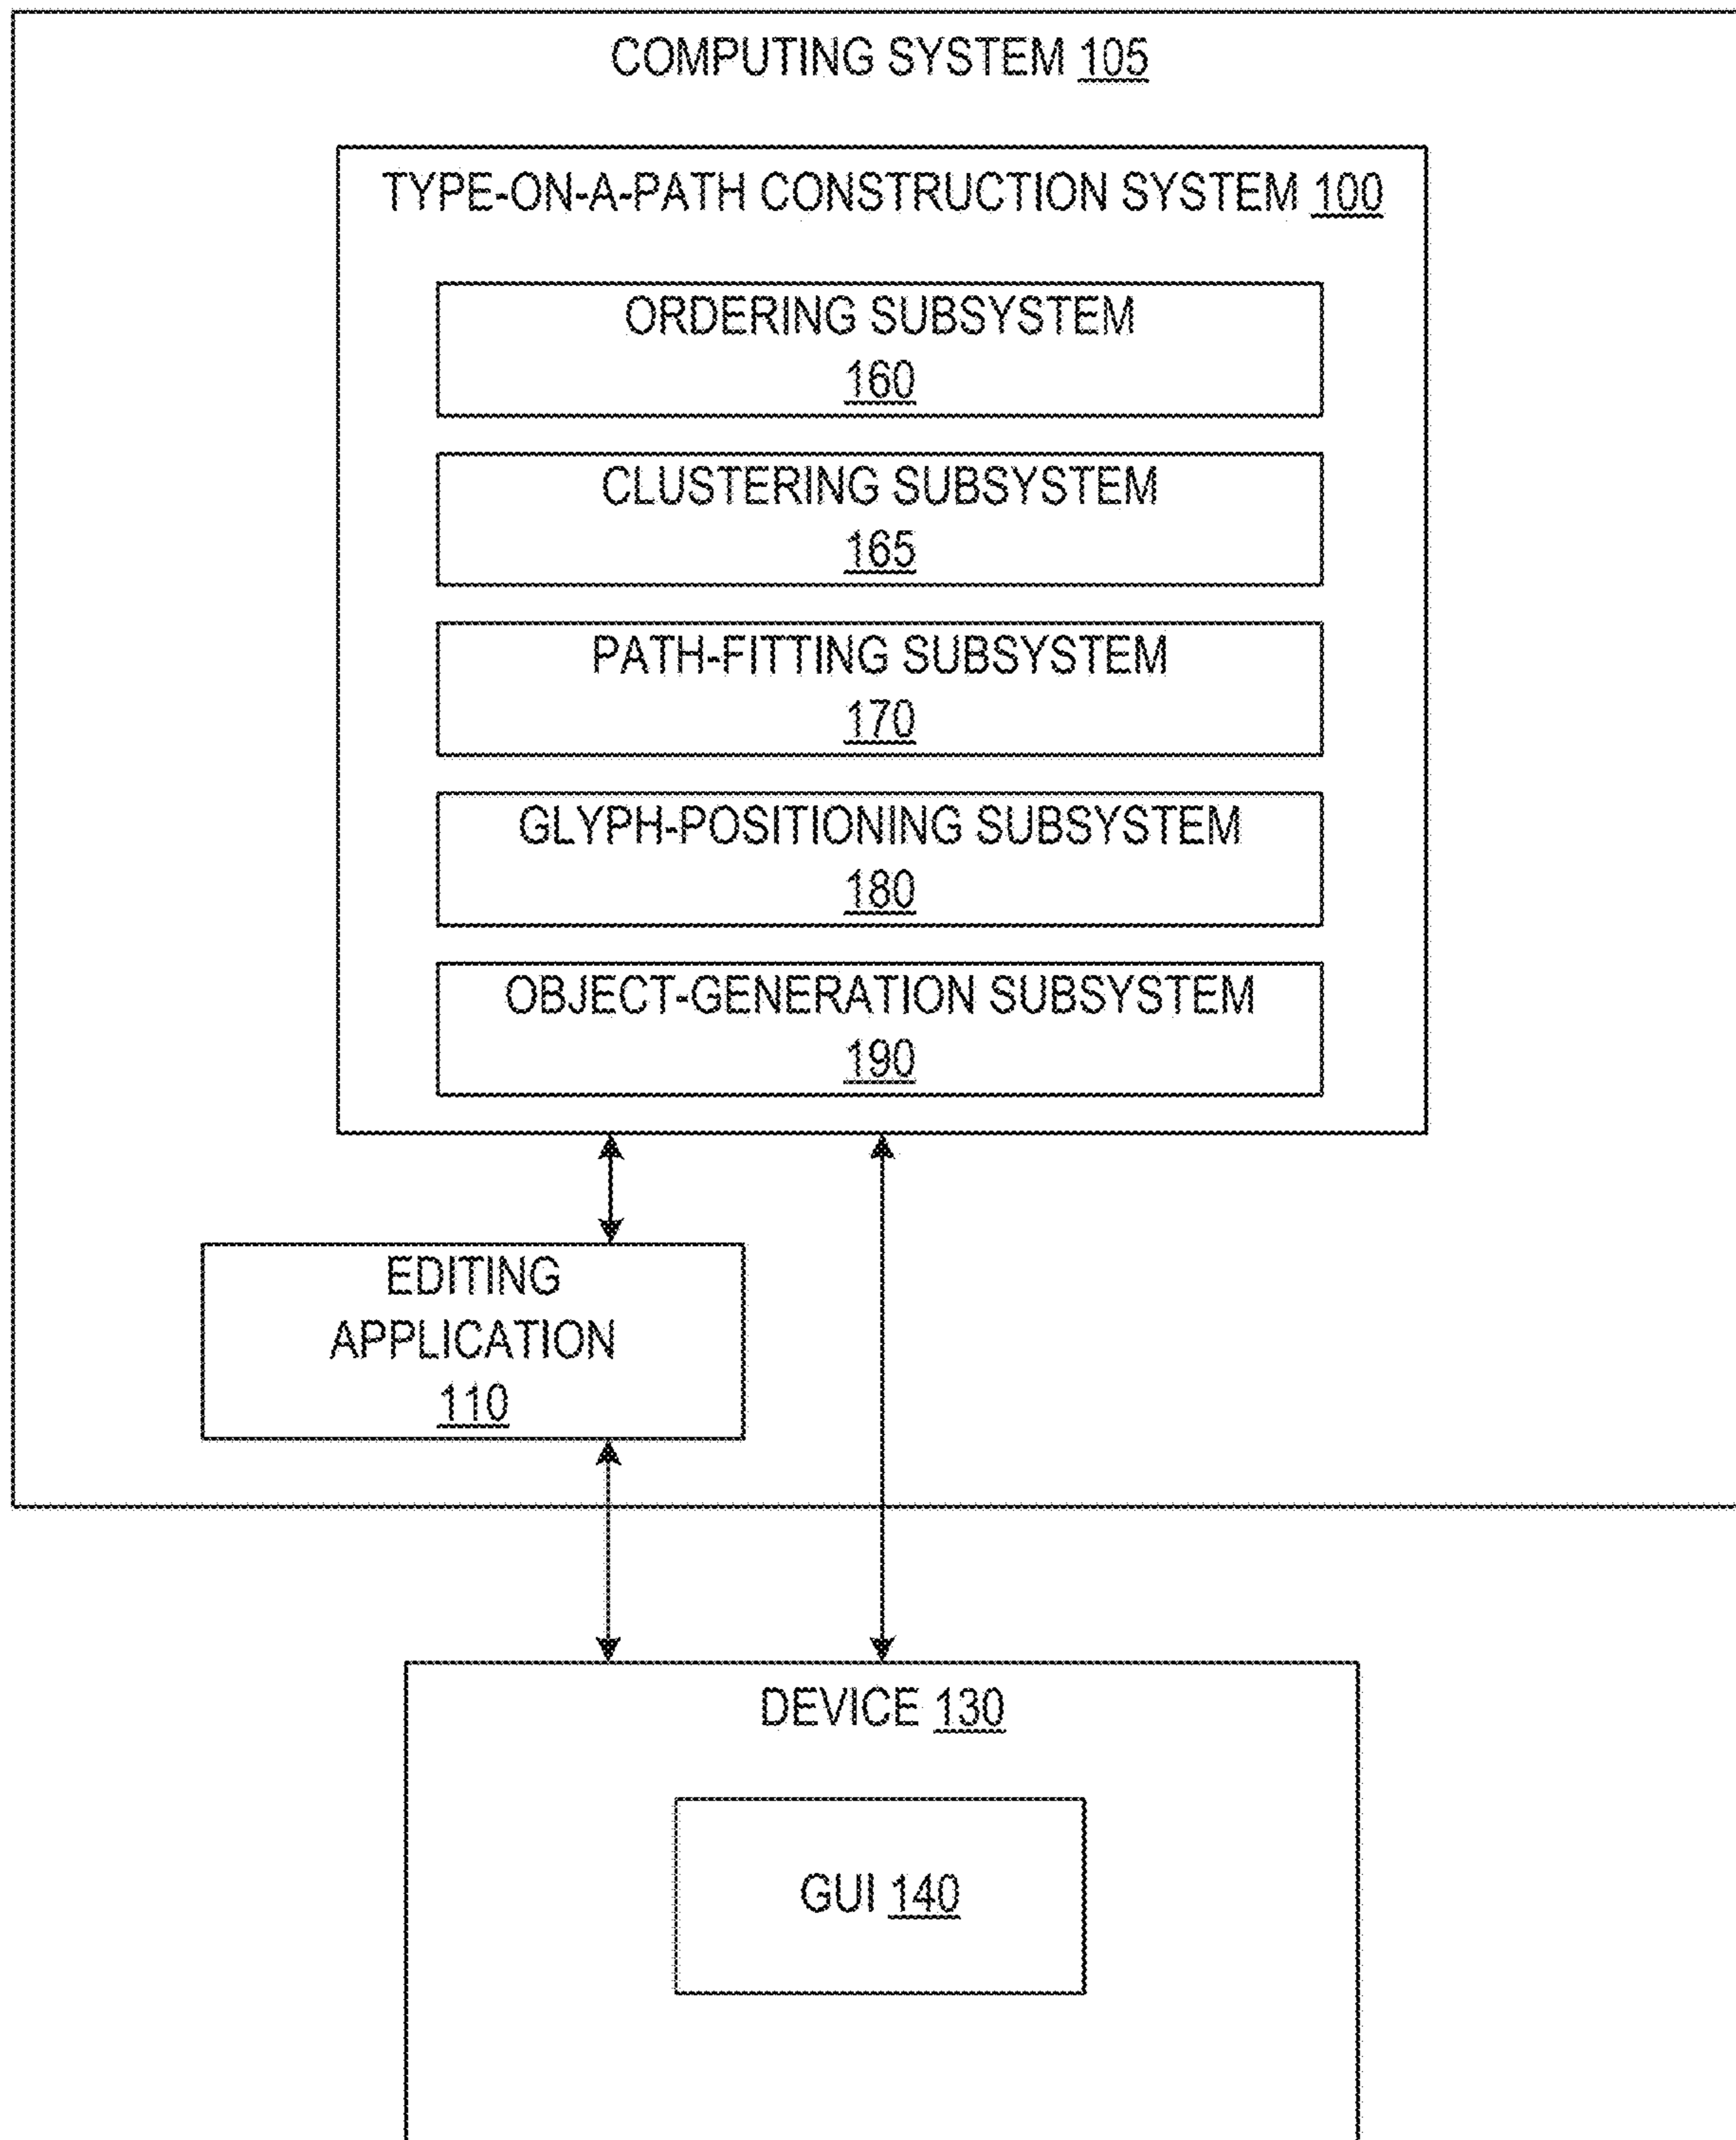 COMPUTING SYSTEM 105
TYPE-ON-A-PATH CONSTRUCTION SYSTEM 100
ORDERING SUBSYSTEM
160
CLUSTERING SUBSYSTEM
165
PATH-FITTING SUBSYSTEM
170
GLYPH-POSITIONING SUBSYSTEM
180
OBJECT-GENERATION SUBSYSTEM
190
EDITING
APPLICATION
110
DEVICE 130
GUI 140